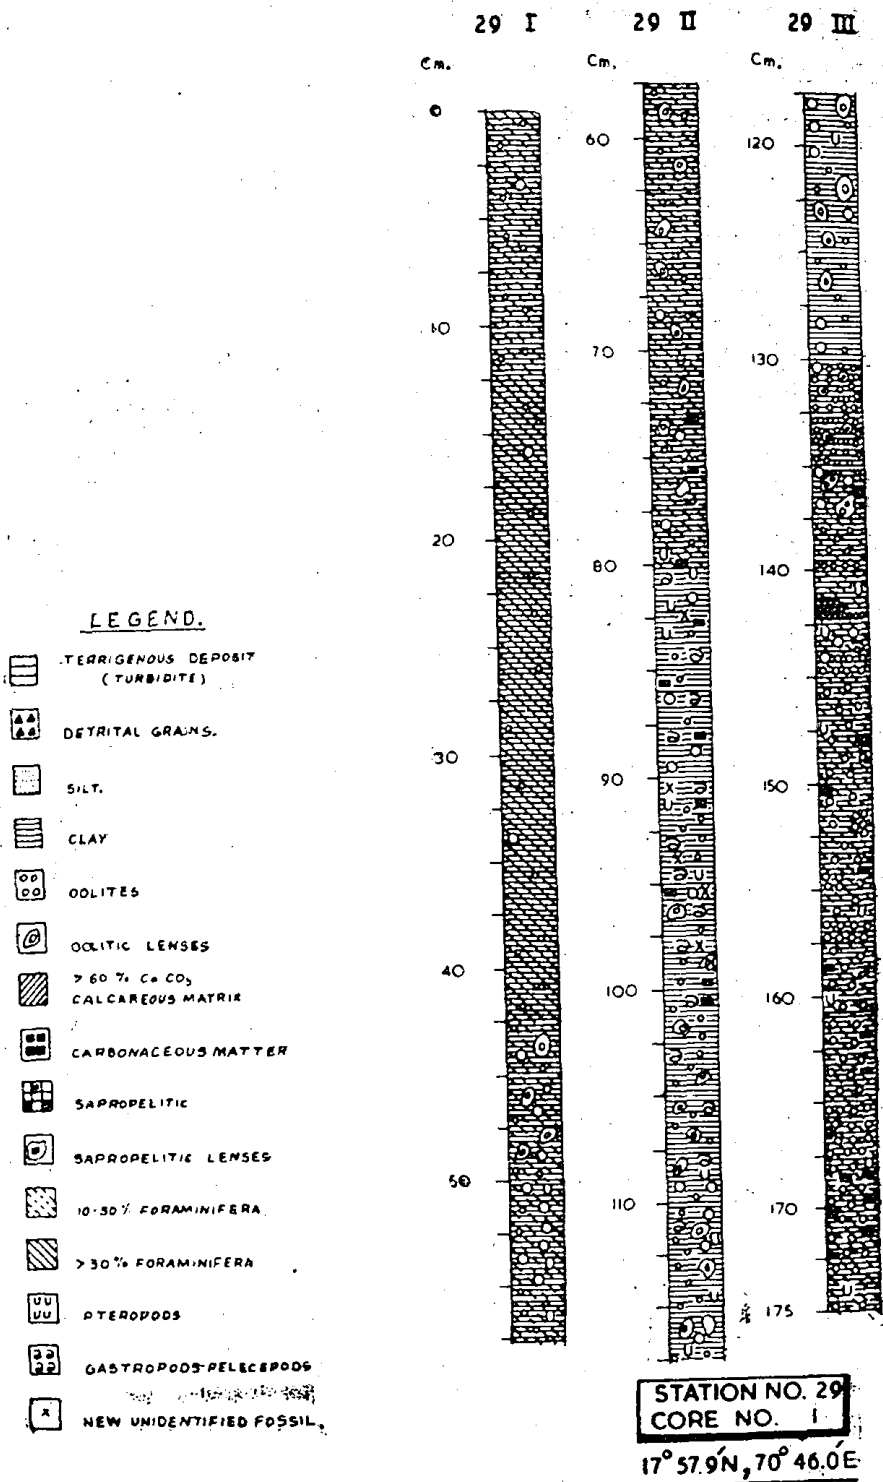 29 I
29 II
29 III
Cm.
Cm.
Cm.
0
10
20
30
40
50
60
70
80
90
100
110
120
130
140
150
160
170
175
LEGEND.
TERRIGENOUS DEPOSIT
(TURBIDITE)
DETRITAL GRAINS.
SILT.
CLAY
OOLITES
OOLITIC LENSES
> 60 % Ca CO3
CALCAREOUS MATRIX
CARBONACEOUS MATTER
SAPROPELITIC
SAPROPELITIC LENSES
10-30% FORAMINIFERA
>30% FORAMINIFERA
PTEROPODS
GASTROPODS-PELECEPODS
NEW UNIDENTIFIED FOSSIL.
STATION NO. 29
CORE NO. 1
17° 57.9'N, 70° 46.0'E